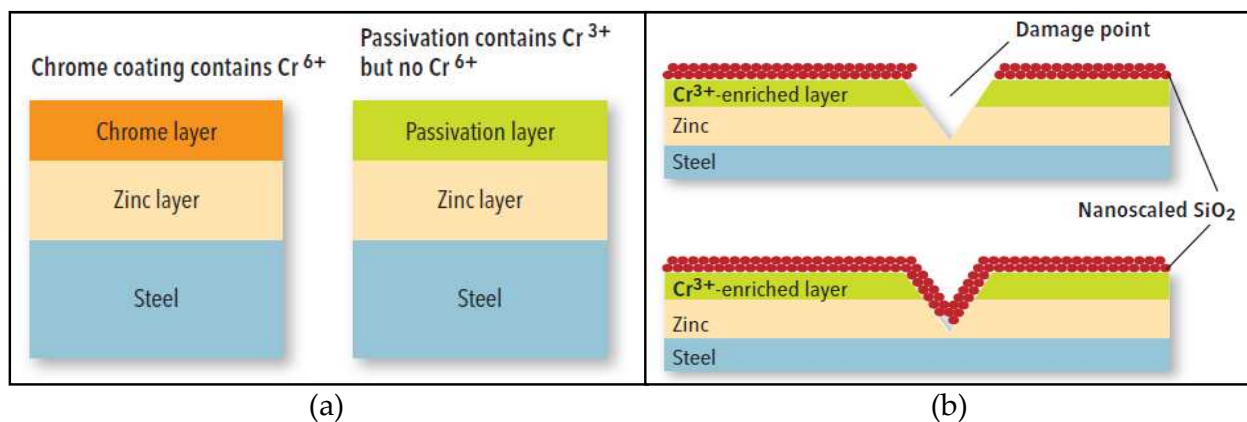 Chrome coating contains Cr 6+
Passivation contains Cr 3+
but no Cr 6+
Chrome layer
Zinc layer
Steel
Passivation layer
Zinc layer
Steel
Damage point
Cr3+-enriched layer
Zinc
Steel
Nanoscaled SiO2
Cr3+-enriched layer
Zinc
Steel
(a)
(b)